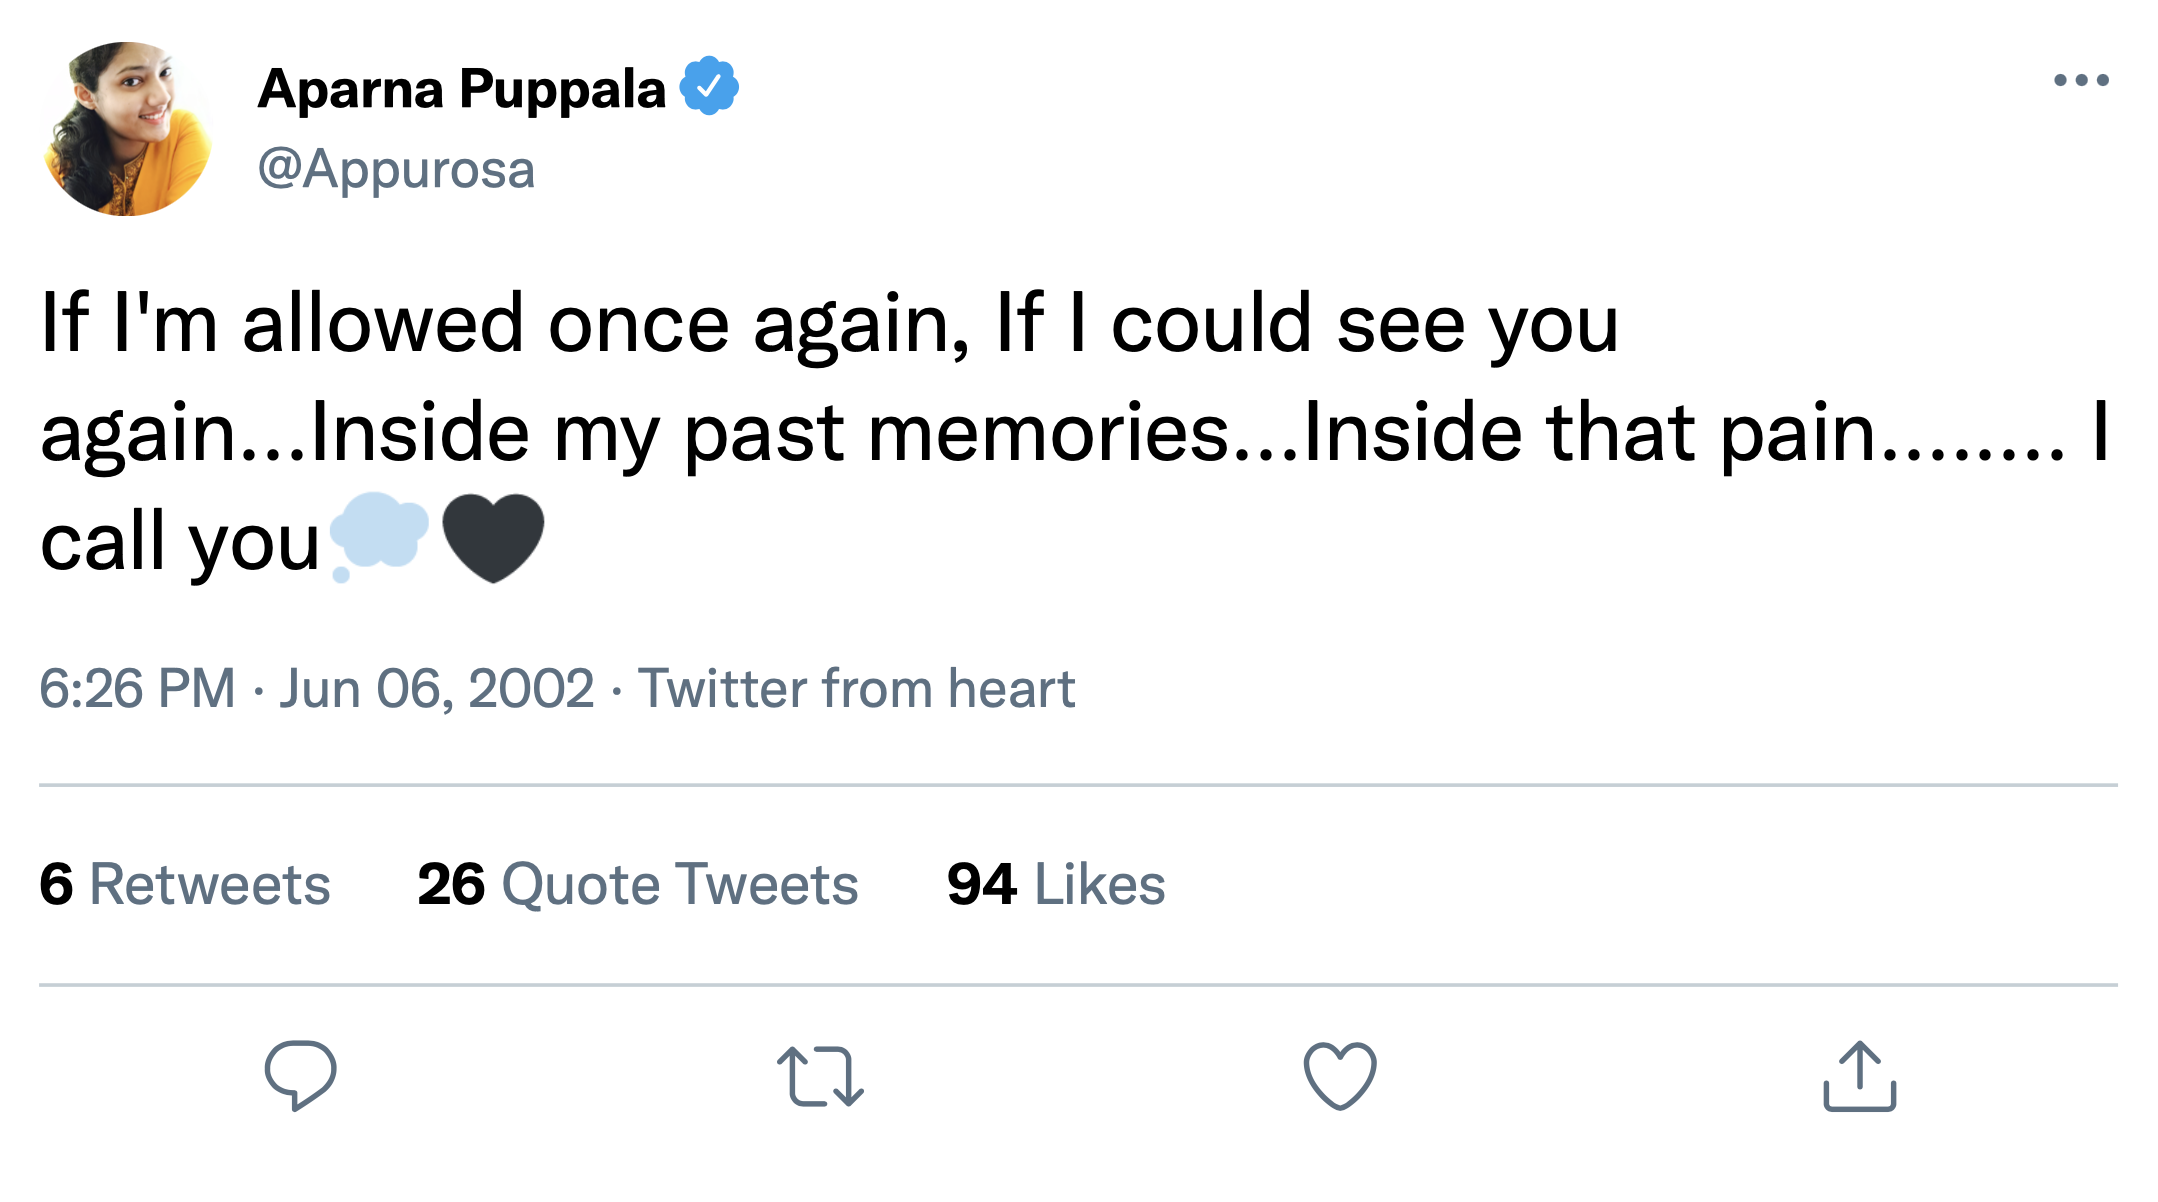 Aparna Puppala
@Appurosa
If I'm allowed once again, If I could see you
again...Inside my past memories...Inside that pain........ I
call you💭🖤
6:26 PM · Jun 06, 2002 · Twitter from heart
6 Retweets 26 Quote Tweets 94 Likes